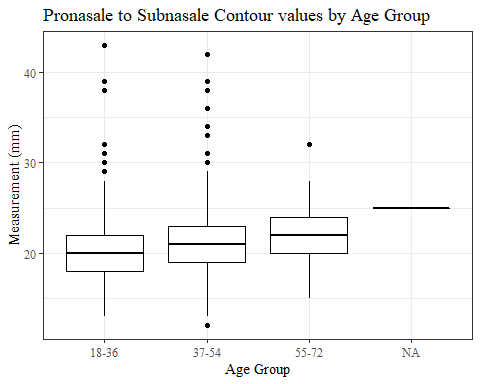 Pronasale to Subnasale Contour values by Age Group
Measurement (mm)
40
30
20
18-36
37-54
55-72
NA
Age Group